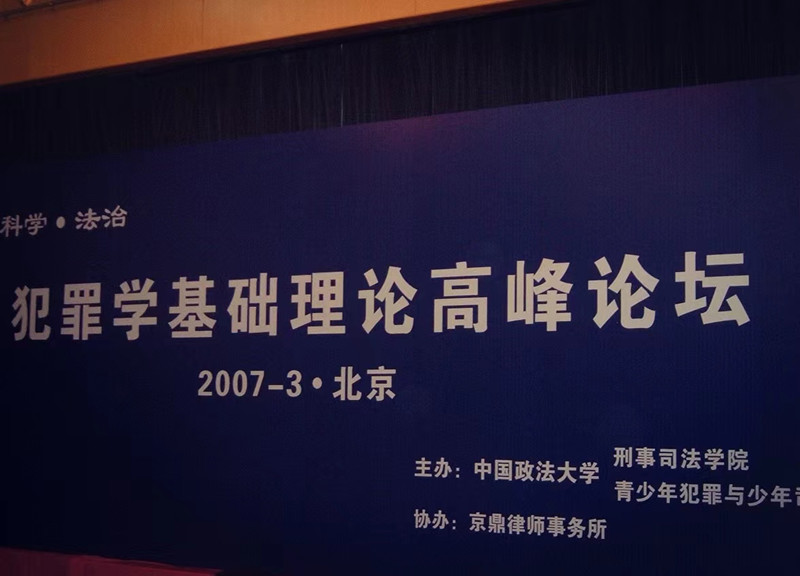 科学·法治
犯罪学基础理论高峰论坛
2007-3·北京
主办:中国政法大学 刑事司法学院
青少年犯罪与少年
协办:京鼎律师事务所